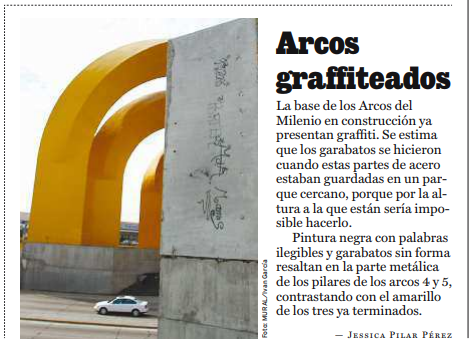 Arcos
graffiteados
La base de los Arcos del
Milenio en construcción ya
presentan graffiti. Se estima
que los garabatos se hicieron
cuando estas partes de acero
estaban guardadas en un par-
que cercano, porque por la al-
tura a la que están sería impo-
sible hacerlo.
Pintura negra con palabras
ilegibles y garabatos sin forma
resaltan en la parte metálica
de los pilares de los arcos 4 y 5,
contrastando con el amarillo
de los tres ya terminados.
— Jessica Pilar Pérez
Foto: MURAL/Ivan García